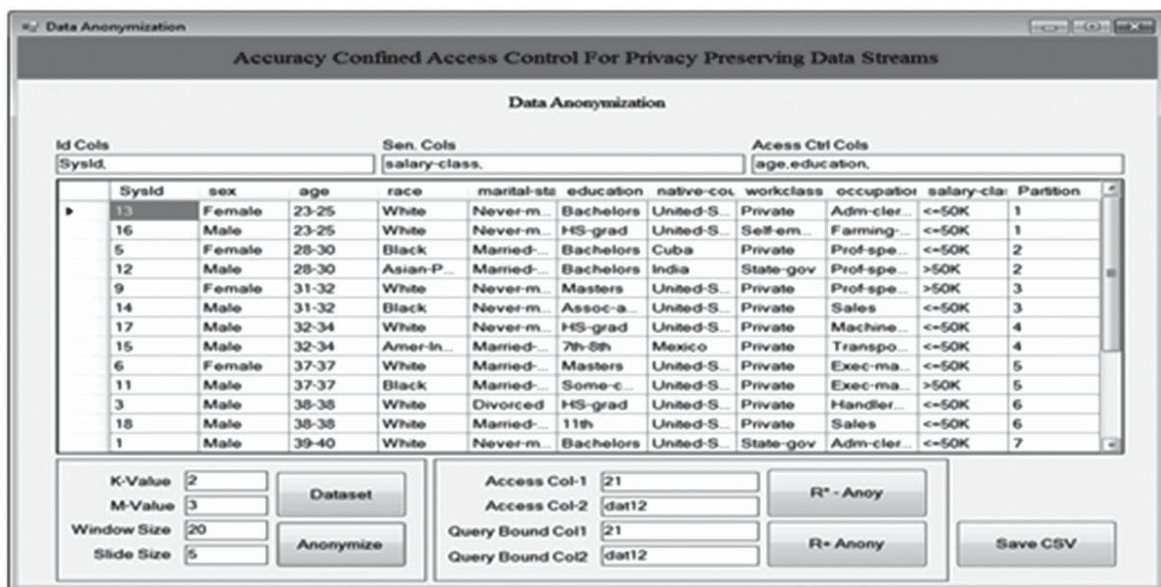 Data Anonymization
Accuracy Confined Access Control For Privacy Preserving Data Streams
Data Anonymization
Id Cols Sen. Cols Acess Ctrl Cols
SysId, salary-class, age,education,
SysId sex age race marital-sta education native-cou workclass occupation salary-clas Partition
13 Female 23-25 White Never-m... Bachelors United-S... Private Adm-cler... <=50K 1
16 Male 23-25 White Never-m... HS-grad United-S... Self-em... Farming-... <=50K 1
5 Female 28-30 Black Married-... Bachelors Cuba Private Prof-spe... <=50K 2
12 Male 28-30 Asian-P... Married-... Bachelors India State-gov Prof-spe... >50K 2
9 Female 31-32 White Never-m... Masters United-S... Private Prof-spe... >50K 3
14 Male 31-32 Black Never-m... Assoc-a... United-S... Private Sales <=50K 3
17 Male 32-34 White Never-m... HS-grad United-S... Private Machine... <=50K 4
15 Male 32-34 Amer-In... Married-... 7th-8th Mexico Private Transpo... <=50K 4
6 Female 37-37 White Married-... Masters United-S... Private Exec-ma... <=50K 5
11 Male 37-37 Black Married-... Some-c... United-S... Private Exec-ma... >50K 5
3 Male 38-38 White Divorced HS-grad United-S... Private Handler... <=50K 6
18 Male 38-38 White Married-... 11th United-S... Private Sales <=50K 6
1 Male 39-40 White Never-m... Bachelors United-S... State-gov Adm-cler... <=50K 7
K-Value 2
M-Value 3
Window Size 20
Slide Size 5
Dataset
Anonymize
Access Col-1 21
Access Col-2 dat12
Query Bound Col1 21
Query Bound Col2 dat12
R* - Anoy
R+ Anony
Save CSV